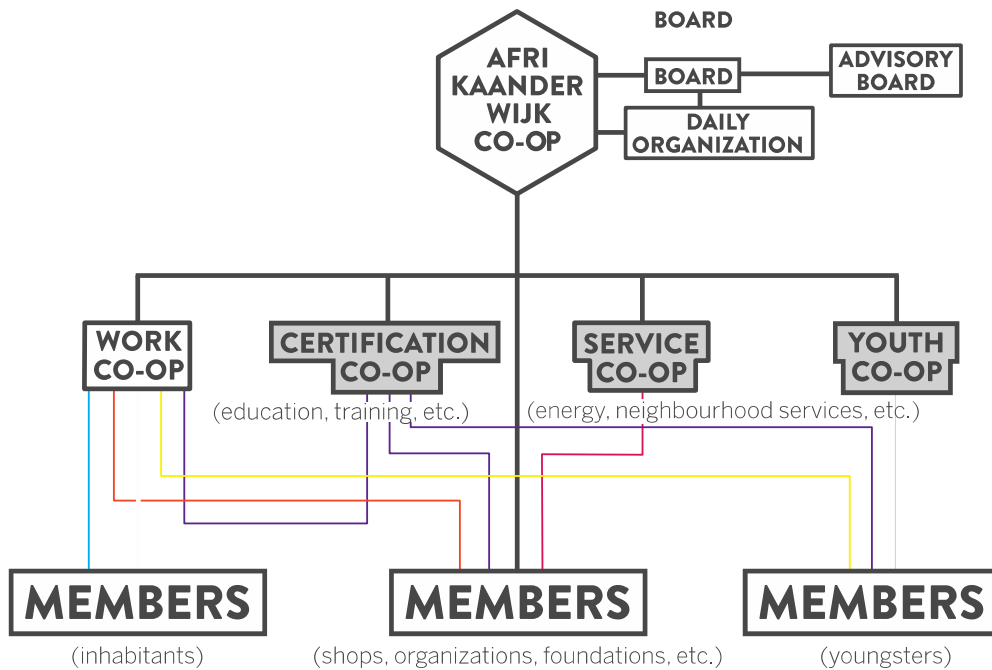 BOARD
AFRI
KAANDER
WIJK
CO-OP
BOARD
ADVISORY
BOARD
DAILY
ORGANIZATION
WORK
CO-OP
CERTIFICATION
CO-OP
(education, training, etc.)
SERVICE
CO-OP
(energy, neighbourhood services, etc.)
YOUTH
CO-OP
MEMBERS
(inhabitants)
MEMBERS
(shops, organizations, foundations, etc.)
MEMBERS
(youngsters)